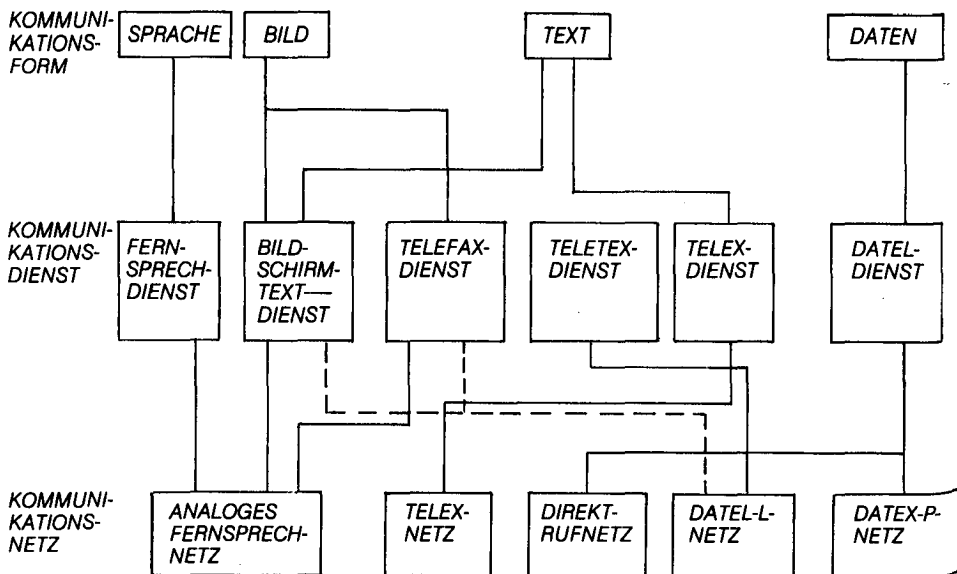 KOMMUNI-
KATIONS-
FORM
SPRACHE
BILD
TEXT
DATEN
KOMMUNI-
KATIONS-
DIENST
FERN-
SPRECH-
DIENST
BILD-
SCHIRM-
TEXT—
DIENST
TELEFAX-
DIENST
TELETEX-
DIENST
TELEX-
DIENST
DATEL-
DIENST
KOMMUNI-
KATIONS-
NETZ
ANALOGES
FERNSPRECH-
NETZ
TELEX-
NETZ
DIREKT-
RUFNETZ
DATEL-L-
NETZ
DATEX-P-
NETZ